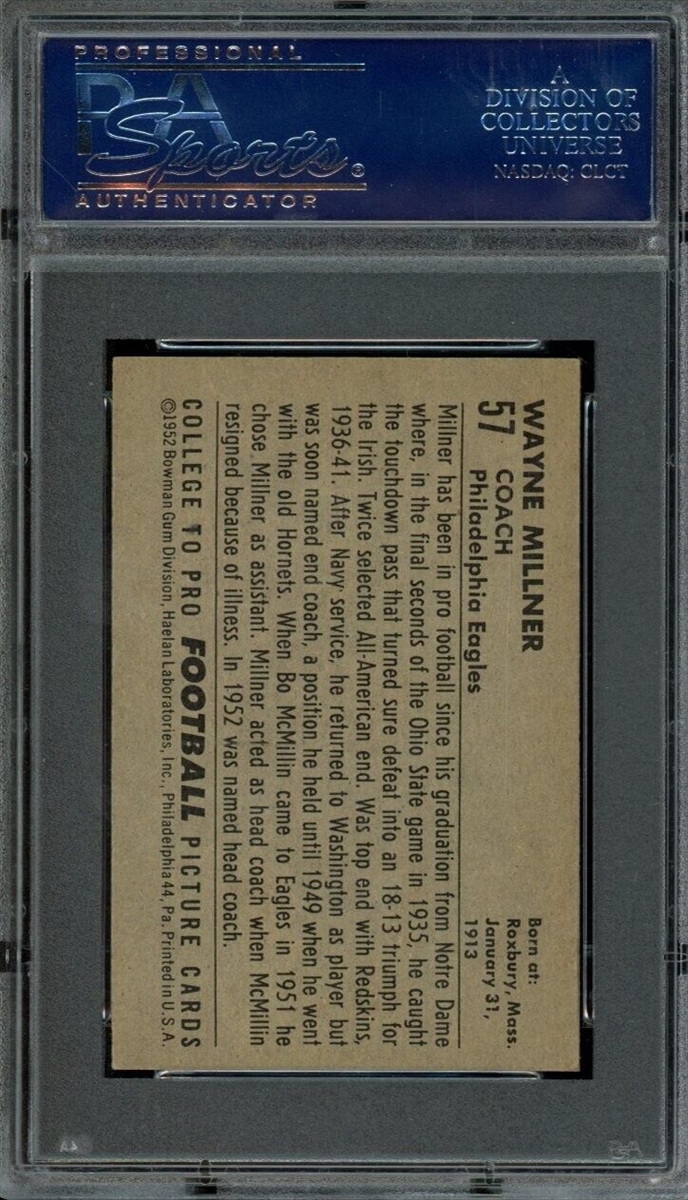 PROFESSIONAL
PSA
Sports®
AUTHENTICATOR
A
DIVISION OF
COLLECTORS
UNIVERSE
NASDAQ: CLCT
WAYNE MILLNER
57 COACH
Philadelphia Eagles
Born at:
Roxbury, Mass.
January 31,
1913
Millner has been in pro football since his graduation from Notre Dame
where, in the final seconds of the Ohio State game in 1935, he caught
the touchdown pass that turned sure defeat into an 18-13 triumph for
the Irish. Twice selected All-American end. Was top end with Redskins,
1936-41. After Navy service, he returned to Washington as player but
was soon named end coach, a position he held until 1949 when he went
with the old Hornets. When Bo McMillin came to Eagles in 1951 he
chose Millner as assistant. Millner acted as head coach when McMillin
resigned because of illness. In 1952 was named head coach.
COLLEGE TO PRO FOOTBALL PICTURE CARDS
©1952 Bowman Gum Division, Haelan Laboratories, Inc., Philadelphia 44, Pa. Printed in U.S.A.